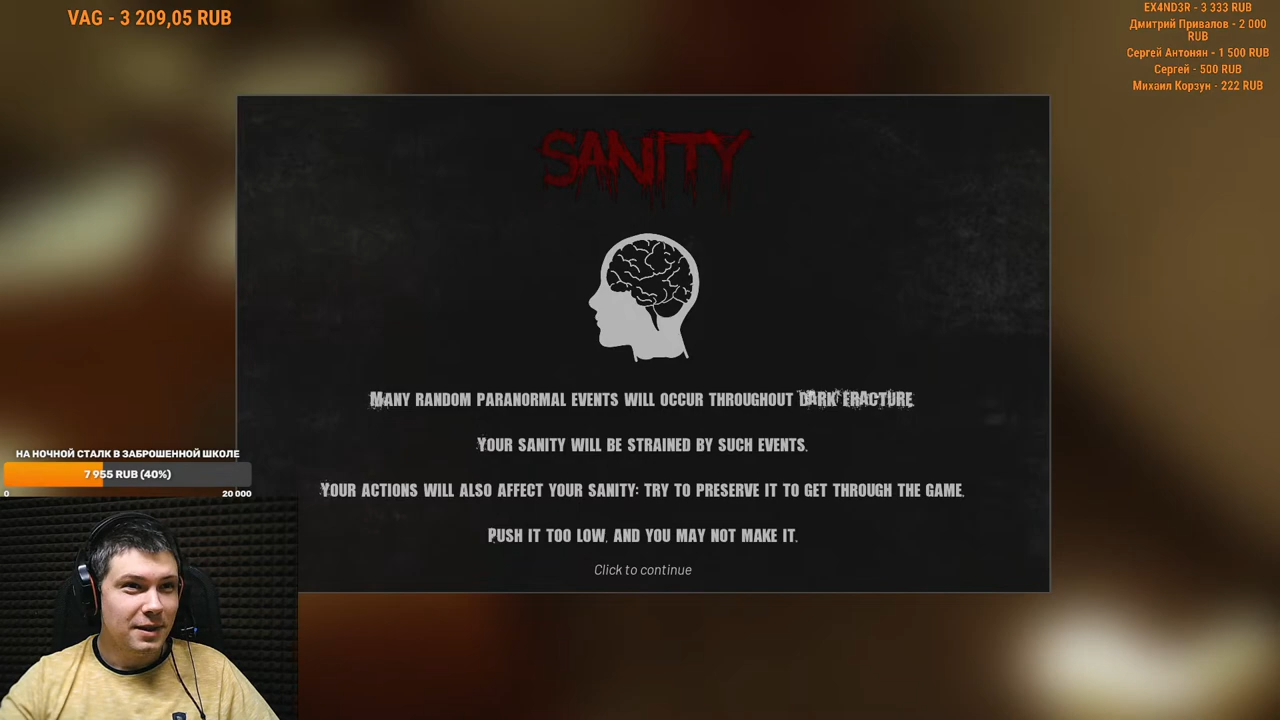 VAG - 3 209,05 RUB
EX4ND3R - 3 333 RUB
Дмитрий Привалов - 2 000
RUB
Сергей Антонян - 1 500 RUB
Сергей - 500 RUB
Михаил Корзун - 222 RUB
SANITY
MANY RANDOM PARANORMAL EVENTS WILL OCCUR THROUGHOUT DARK FRACTURE.
YOUR SANITY WILL BE STRAINED BY SUCH EVENTS.
YOUR ACTIONS WILL ALSO AFFECT YOUR SANITY: TRY TO PRESERVE IT TO GET THROUGH THE GAME.
PUSH IT TOO LOW, AND YOU MAY NOT MAKE IT.
Click to continue
НА НОЧНОЙ СТАЛК В ЗАБРОШЕННОЙ ШКОЛЕ
7 955 RUB (40%)
0 20 000